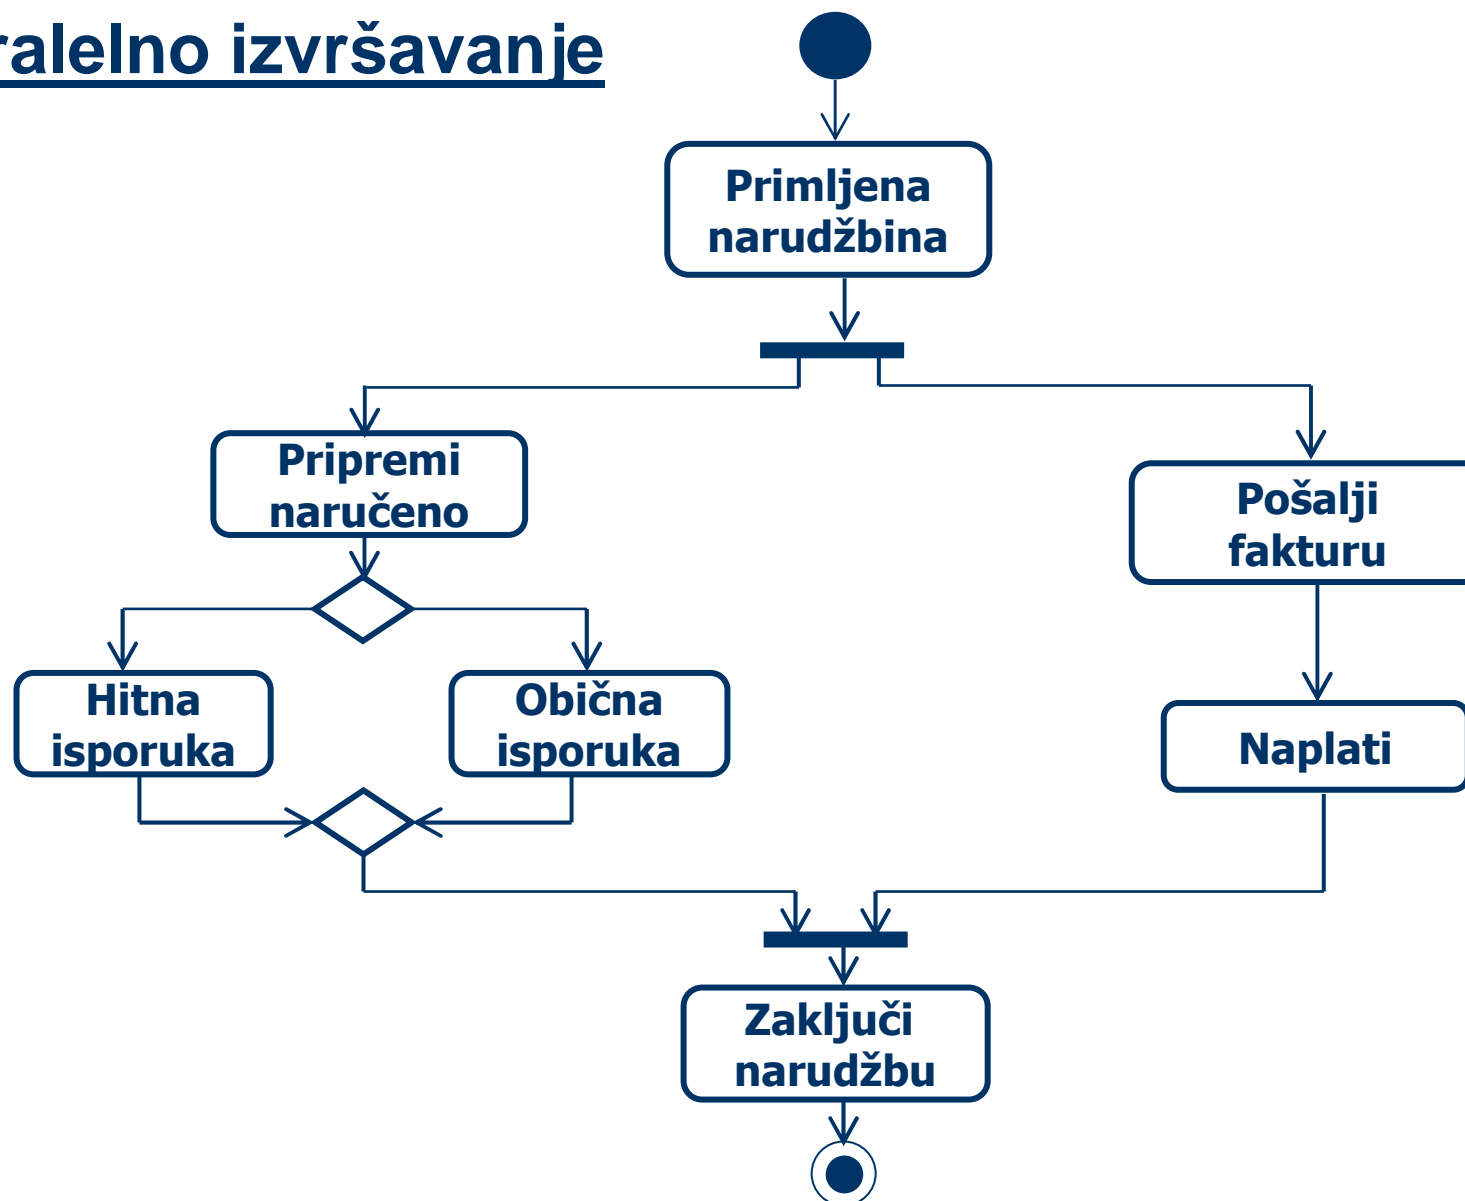 ralelno izvršavanje
Primljena
narudžbina
Pripremi
naručeno
Pošalji
fakturu
Hitna
isporuka
Obična
isporuka
Naplati
Zaključi
narudžbu